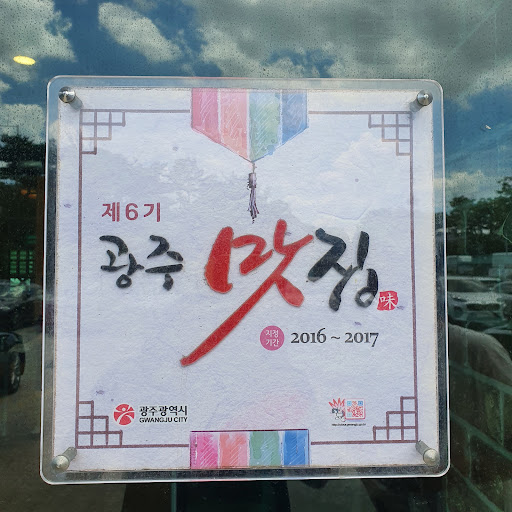 제6기
광주 맛집
味
지정
기간
2016 ~ 2017
광주광역시
GWANGJU CITY